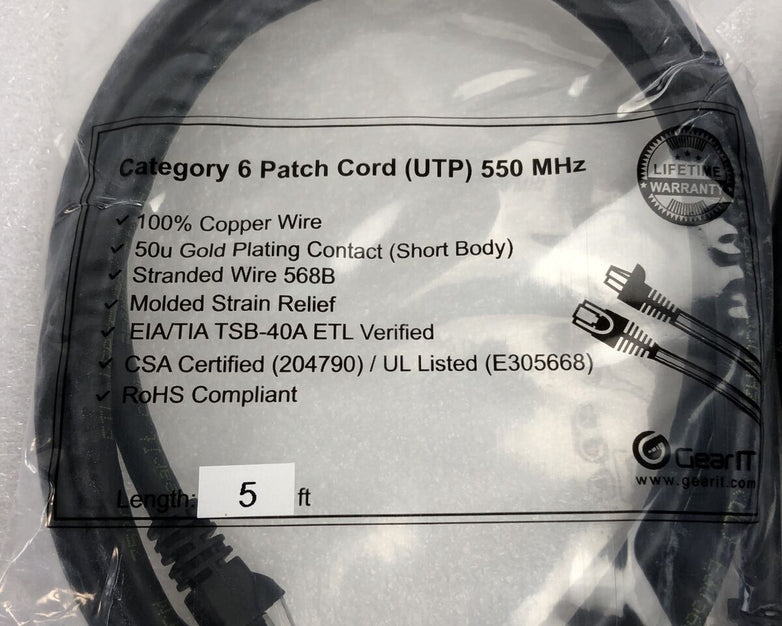 Category 6 Patch Cord (UTP) 550 MHz
LIFETIME
WARRANTY
✓ 100% Copper Wire
✓ 50u Gold Plating Contact (Short Body)
✓ Stranded Wire 568B
✓ Molded Strain Relief
✓ EIA/TIA TSB-40A ETL Verified
✓ CSA Certified (204790) / UL Listed (E305668)
✓ RoHS Compliant
GearIT
www.gearit.com
Length: 5 ft